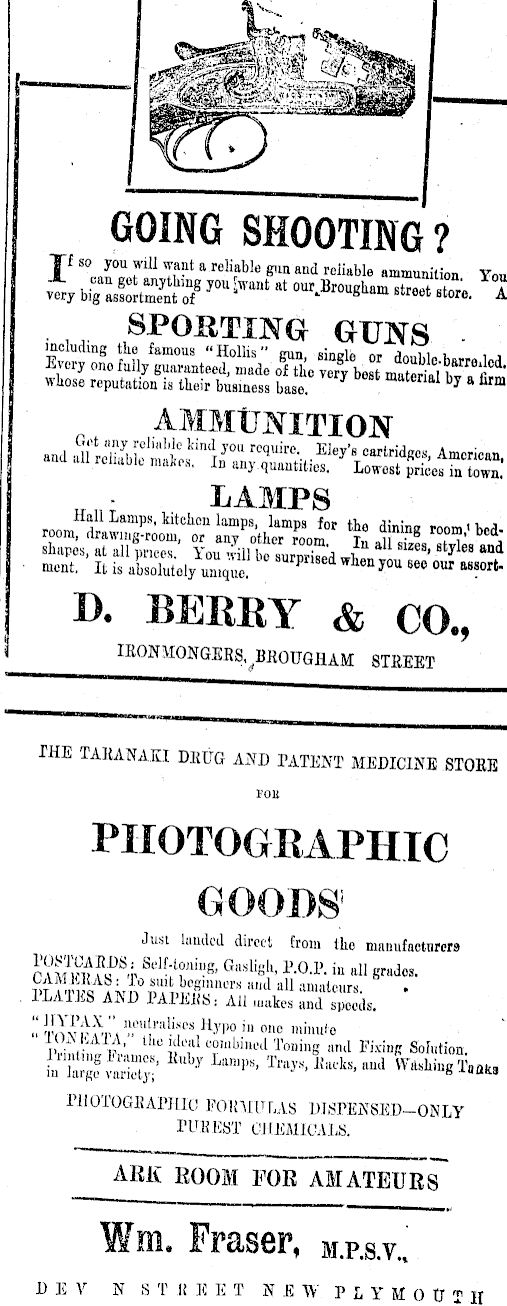 GOING SHOOTING?
If so you will want a reliable gun and reliable ammunition. You
can get anything you want at our Brougham street store. A
very big assortment of
SPORTING GUNS
including the famous "Hollis" gun, single or double-barreled.
Every one fully guaranteed, made of the very best material by a firm
whose reputation is their business base.
AMMUNITION
Get any reliable kind you require. Eley's cartridges, American,
and all reliable makes. In any quantities. Lowest prices in town.
LAMPS
Hall Lamps, kitchen lamps, lamps for the dining room, bed-
room, drawing-room, or any other room. In all sizes, styles and
shapes, at all prices. You will be surprised when you see our assort-
ment. It is absolutely unique.
D. BERRY & CO.,
IRONMONGERS, BROUGHAM STREET
THE TARANAKI DRUG AND PATENT MEDICINE STORE
FOR
PHOTOGRAPHIC
GOODS
Just landed direct from the manufacturers
POSTCARDS: Self-toning, Gasligh, P.O.P. in all grades.
CAMERAS: To suit beginners and all amateurs.
PLATES AND PAPERS: All makes and speeds.
"HYPAX" neutralises Hypo in one minute
"TONEATA," the ideal combined Toning and Fixing Solution.
Printing Frames, Ruby Lamps, Trays, Racks, and Washing Tanks
in large variety;
PHOTOGRAPHIC FORMULAS DISPENSED—ONLY
PUREST CHEMICALS.
ARK ROOM FOR AMATEURS
Wm. Fraser, M.P.S.V.,
DEV N STREET NEW PLYMOUTH